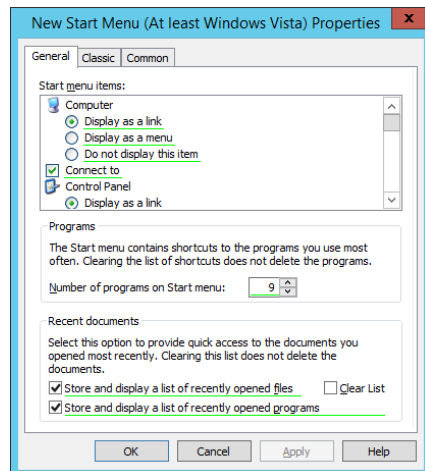 New Start Menu (At least Windows Vista) Properties
x
General Classic Common
Start menu items:
Computer
Display as a link
Display as a menu
Do not display this item
Connect to
Control Panel
Display as a link
Programs
The Start menu contains shortcuts to the programs you use most
often. Clearing the list of shortcuts does not delete the programs.
Number of programs on Start menu: 9
Recent documents
Select this option to provide quick access to the documents you
opened most recently. Clearing this list does not delete the
documents.
Store and display a list of recently opened files Clear List
Store and display a list of recently opened programs
OK Cancel Apply Help